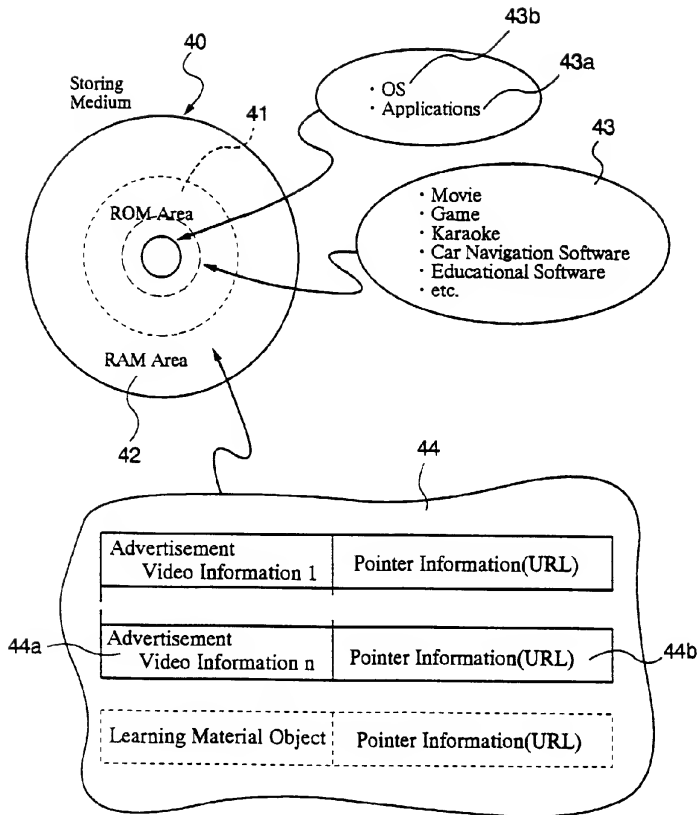 43b
40
43a
Storing
Medium
・ OS
・ Applications
41
43
ROM Area
・ Movie
・ Game
・ Karaoke
・ Car Navigation Software
・ Educational Software
・ etc.
RAM Area
42
44
Advertisement
Video Information 1
Pointer Information(URL)
44a
Advertisement
Video Information n
Pointer Information(URL)
44b
Learning Material Object
Pointer Information(URL)